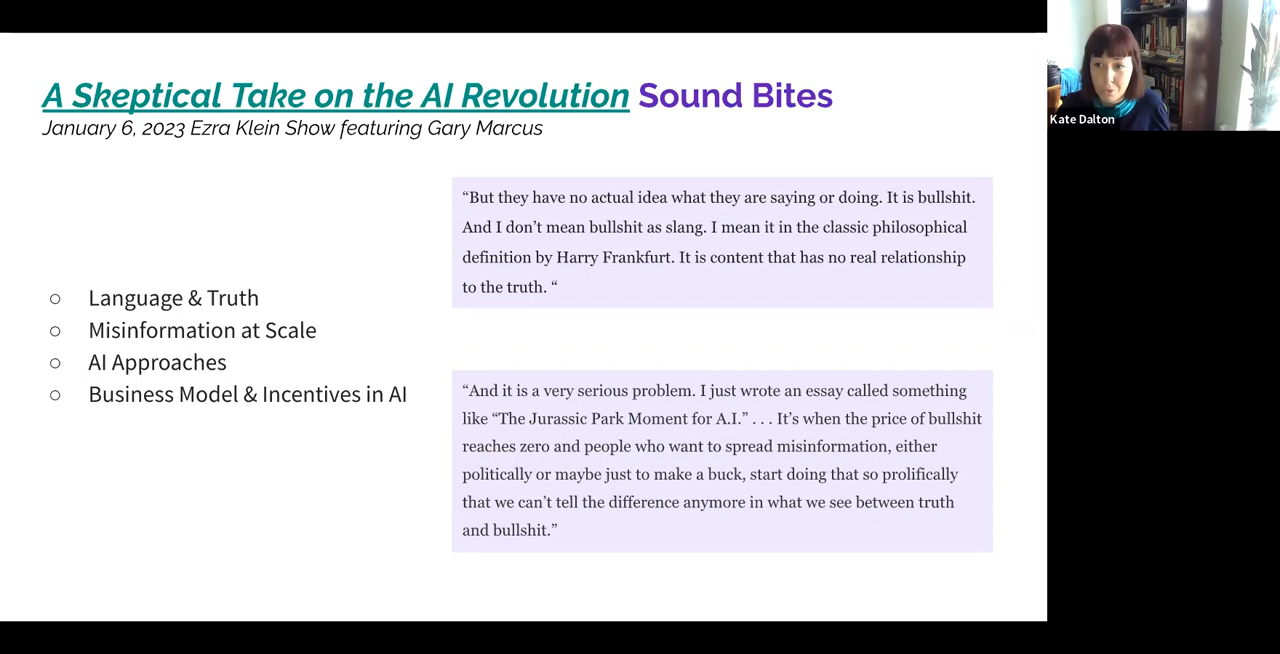 A Skeptical Take on the AI Revolution Sound Bites
January 6, 2023 Ezra Klein Show featuring Gary Marcus
○ Language & Truth
○ Misinformation at Scale
○ AI Approaches
○ Business Model & Incentives in AI
“But they have no actual idea what they are saying or doing. It is bullshit.
And I don’t mean bullshit as slang. I mean it in the classic philosophical
definition by Harry Frankfurt. It is content that has no real relationship
to the truth. “
“And it is a very serious problem. I just wrote an essay called something
like “The Jurassic Park Moment for A.I.” . . . It’s when the price of bullshit
reaches zero and people who want to spread misinformation, either
politically or maybe just to make a buck, start doing that so prolifically
that we can’t tell the difference anymore in what we see between truth
and bullshit.”
Kate Dalton